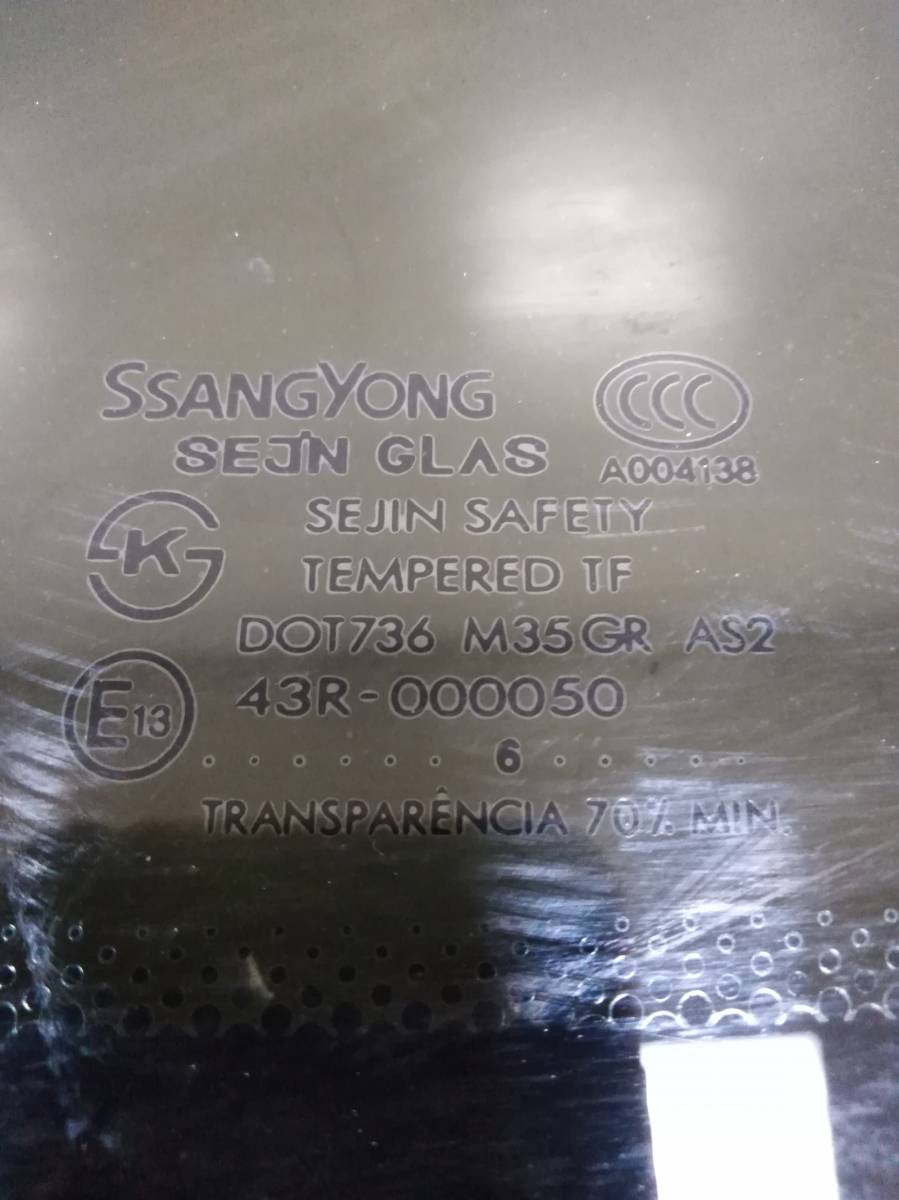 SSANGYONG
CCC
SEJIN GLAS
A004138
SEJIN SAFETY
K
TEMPERED TF
DOT736 M35GR AS2
E13
43R-000050
. . . . . . . 6 . . . . . .
TRANSPARÊNCIA 70% MIN.